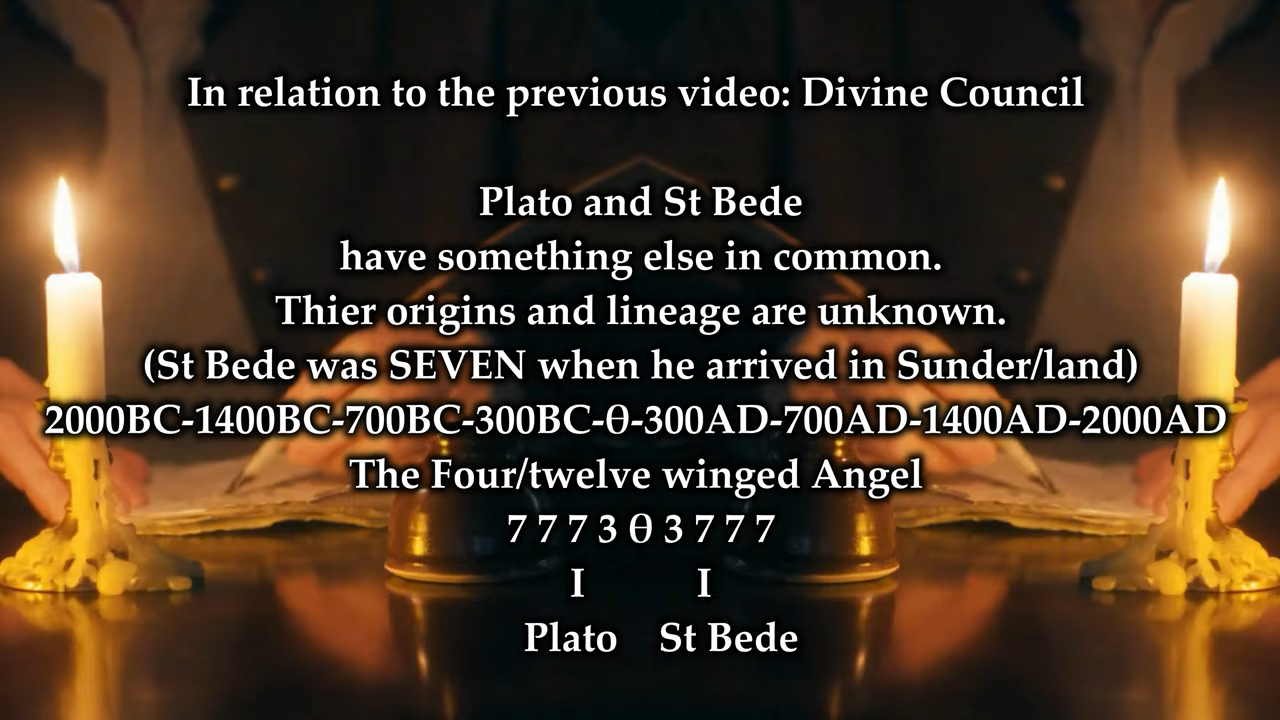 In relation to the previous video: Divine Council
Plato and St Bede
have something else in common.
Thier origins and lineage are unknown.
(St Bede was SEVEN when he arrived in Sunder/land)
2000BC-1400BC-700BC-300BC-θ-300AD-700AD-1400AD-2000AD
The Four/twelve winged Angel
7 7 7 3 θ 3 7 7 7
I I
Plato St Bede